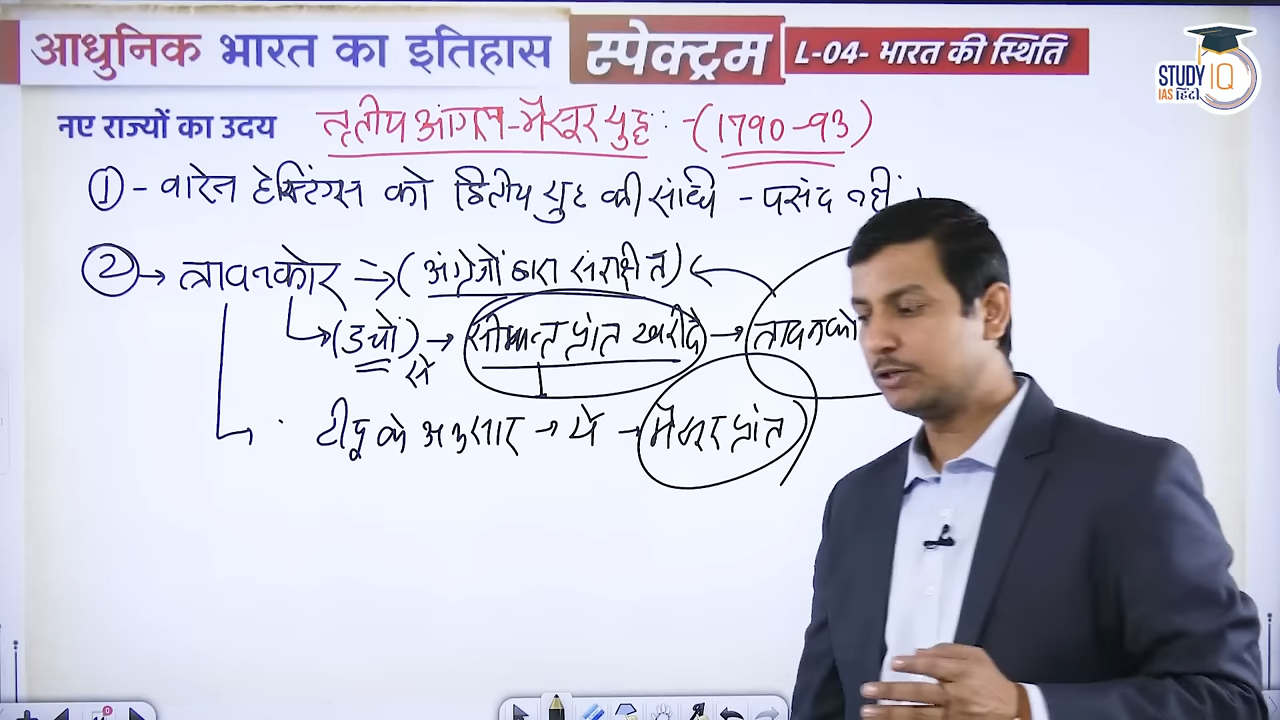 आधुनिक भारत का इतिहास स्पेक्ट्रम L-04- भारत की स्थिति
STUDY IQ
IAS हिंदी
नए राज्यों का उदय तृतीय आंग्ल-मैसूर युद्ध :- (1790-93)
① - वारेन हेस्टिंग्स को द्वितीय युद्ध की संधि - पसंद नहीं
② → त्रावनकोर => (अंग्रेजों द्वारा संरक्षित)
(डचों) → सीमान्त प्रांत खरीदे → त्रावनको
से
टीपू के अनुसार → ये → मैसूर प्रांत